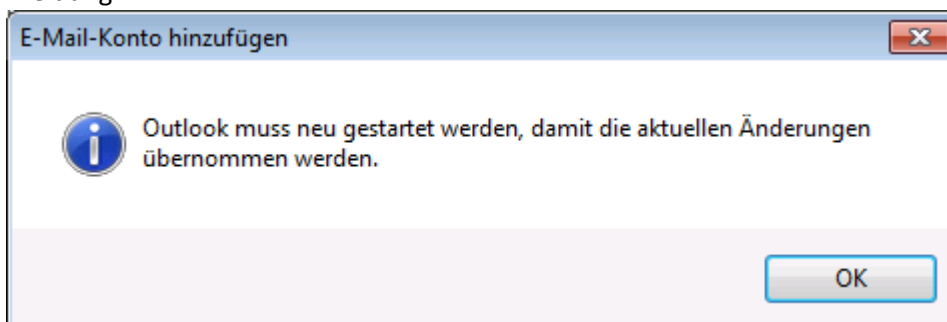 E-Mail-Konto hinzufügen
Outlook muss neu gestartet werden, damit die aktuellen Änderungen
übernommen werden.
OK